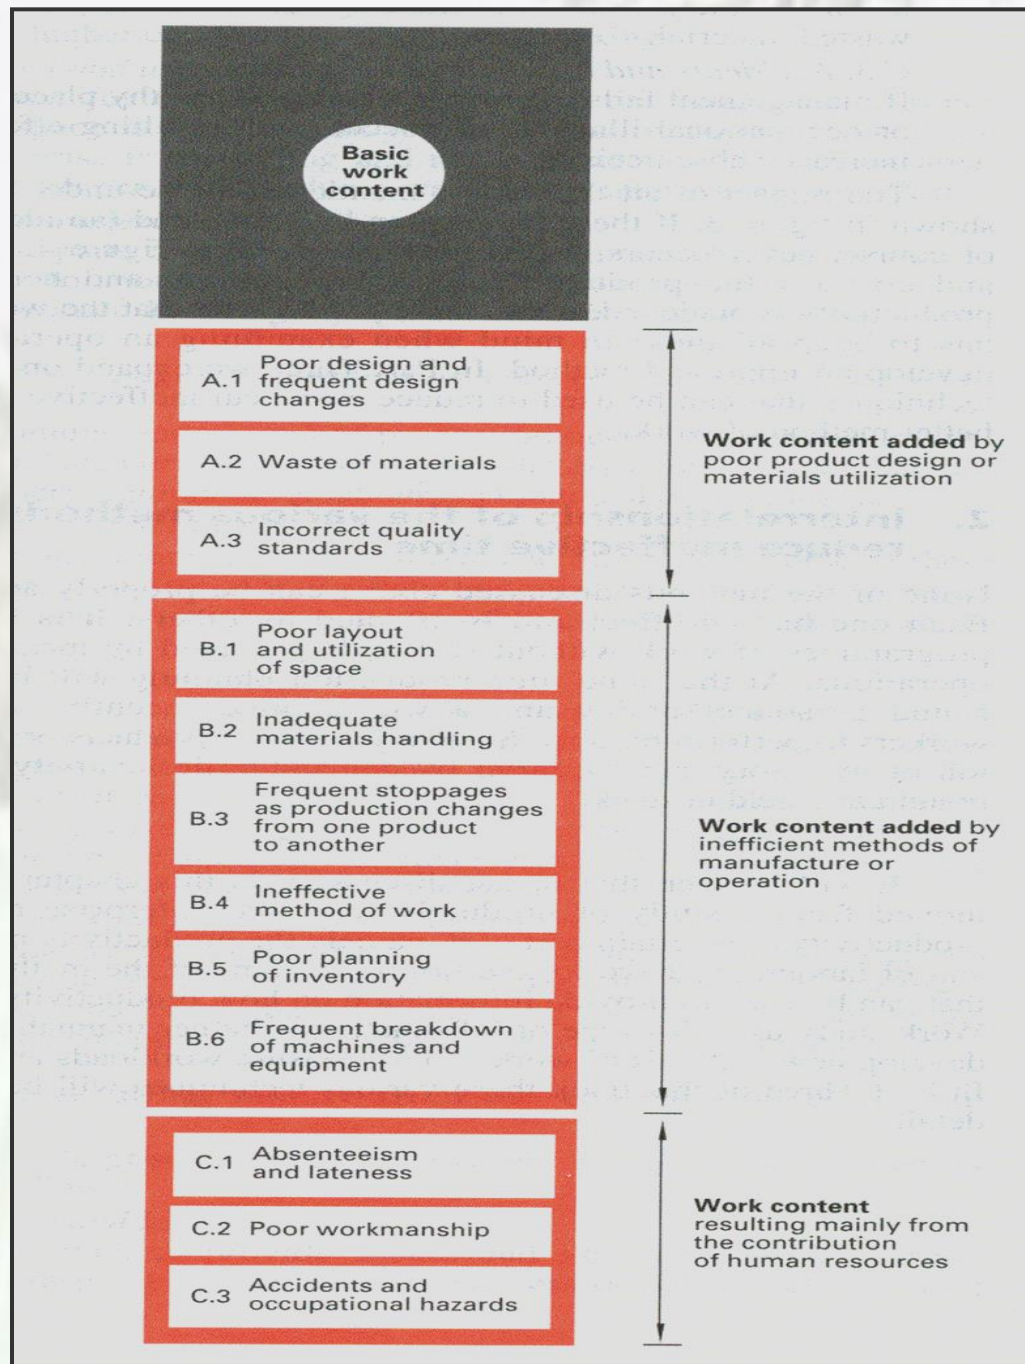 Basic
work
content
A.1 Poor design and
frequent design
changes
A.2 Waste of materials
A.3 Incorrect quality
standards
Work content added by
poor product design or
materials utilization
B.1 Poor layout
and utilization
of space
B.2 Inadequate
materials handling
B.3 Frequent stoppages
as production changes
from one product
to another
B.4 Ineffective
method of work
B.5 Poor planning
of inventory
B.6 Frequent breakdown
of machines and
equipment
Work content added by
inefficient methods of
manufacture or
operation
C.1 Absenteeism
and lateness
C.2 Poor workmanship
C.3 Accidents and
occupational hazards
Work content
resulting mainly from
the contribution
of human resources